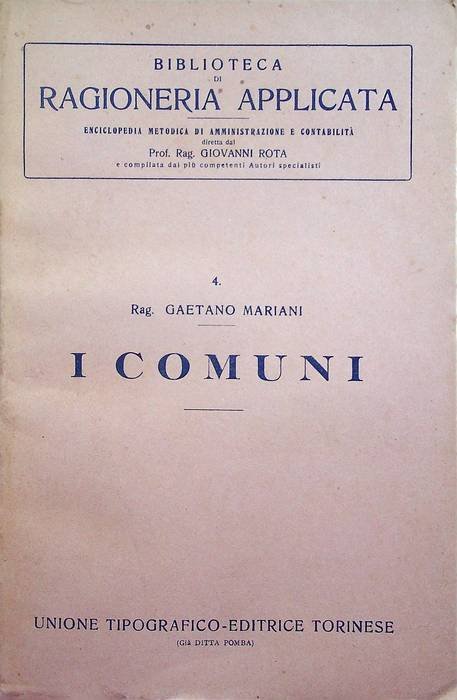 BIBLIOTECA
DI
RAGIONERIA APPLICATA
ENCICLOPEDIA METODICA DI AMMINISTRAZIONE E CONTABILITÀ
diretta dal
Prof. Rag. GIOVANNI ROTA
e compilata dai più competenti Autori specialisti
4.
Rag. GAETANO MARIANI
I COMUNI
UNIONE TIPOGRAFICO-EDITRICE TORINESE
(Già DITTA POMBA)